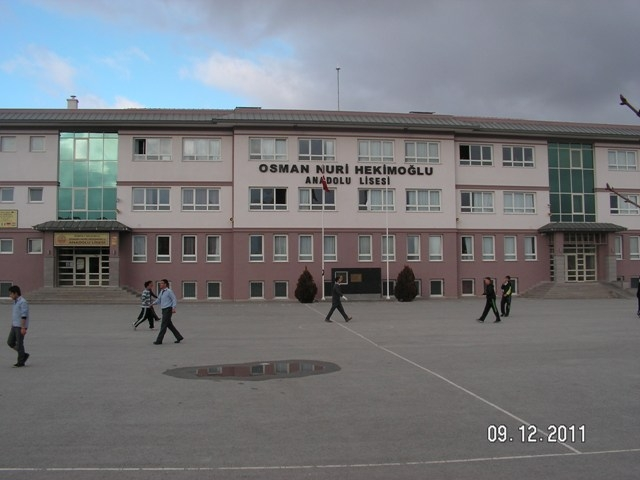 OSMAN NURİ HEKİMOĞLU
ANADOLU LİSESİ
09.12.2011